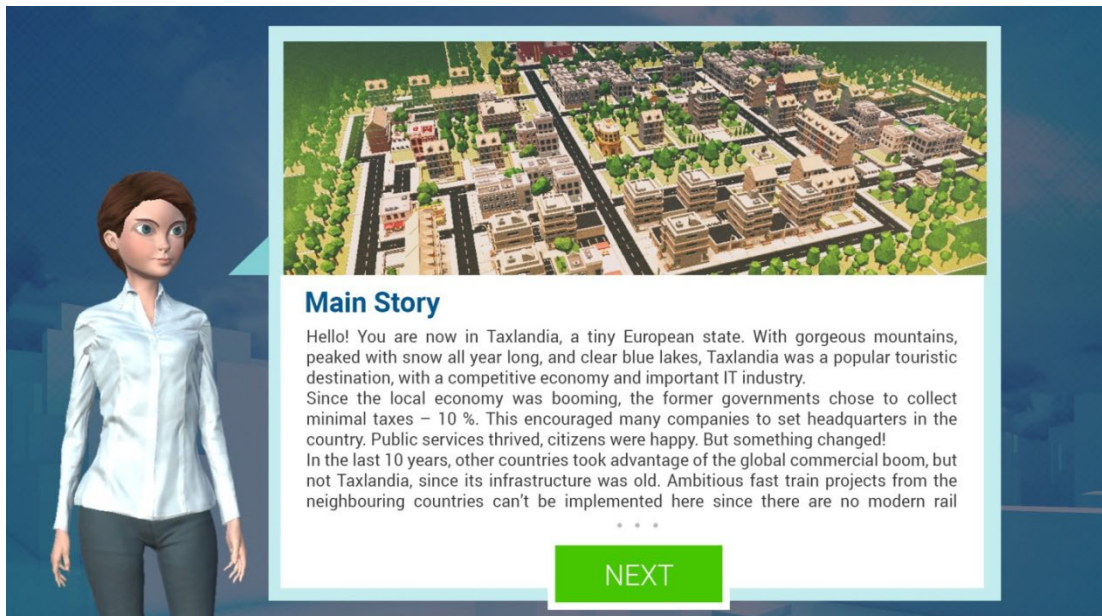 Main Story
Hello! You are now in Taxlandia, a tiny European state. With gorgeous mountains,
peaked with snow all year long, and clear blue lakes, Taxlandia was a popular touristic
destination, with a competitive economy and important IT industry.
Since the local economy was booming, the former governments chose to collect
minimal taxes – 10 %. This encouraged many companies to set headquarters in the
country. Public services thrived, citizens were happy. But something changed!
In the last 10 years, other countries took advantage of the global commercial boom, but
not Taxlandia, since its infrastructure was old. Ambitious fast train projects from the
neighbouring countries can't be implemented here since there are no modern rail
• • •
NEXT